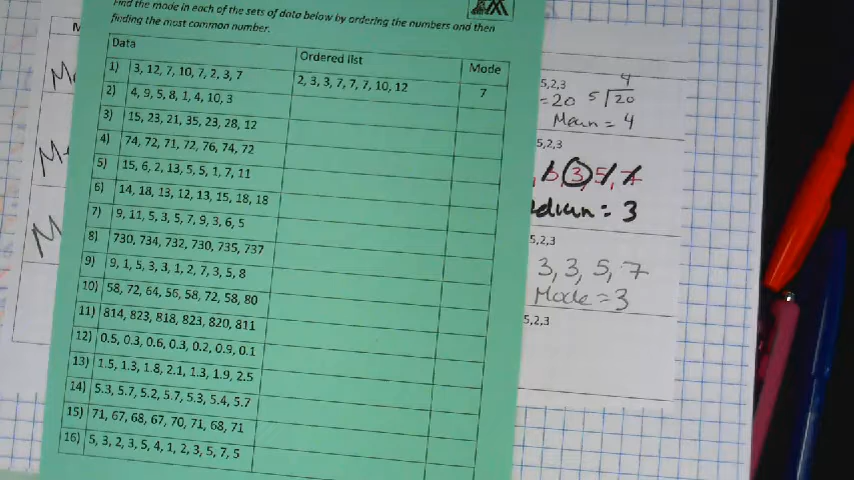 Find the mode in each of the sets of data below by ordering the numbers and then
finding the most common number.
Data Ordered list Mode
1) 3, 12, 7, 10, 7, 2, 3, 7 2, 3, 3, 7, 7, 7, 10, 12 7
2) 4, 9, 5, 8, 1, 4, 10, 3
3) 15, 23, 21, 35, 23, 28, 12
4) 74, 72, 71, 72, 76, 74, 72
5) 15, 6, 2, 13, 5, 5, 1, 7, 11
6) 14, 18, 13, 12, 13, 15, 18, 18
7) 9, 11, 5, 3, 5, 7, 9, 3, 6, 5
8) 730, 734, 732, 730, 735, 737
9) 9, 1, 5, 3, 3, 1, 2, 7, 3, 5, 8
10) 58, 72, 64, 56, 58, 72, 58, 80
11) 814, 823, 818, 823, 820, 811
12) 0.5, 0.3, 0.6, 0.3, 0.2, 0.9, 0.1
13) 1.5, 1.3, 1.8, 2.1, 1.3, 1.9, 2.5
14) 5.3, 5.7, 5.2, 5.7, 5.3, 5.4, 5.7
15) 71, 67, 68, 67, 70, 71, 68, 71
16) 5, 3, 2, 3, 5, 4, 1, 2, 3, 5, 7, 5
5,2,3
4
=20 5 20
Mean = 4
5,2,3
3, 5, 7
= 3
5,2,3
3, 3, 5, 7
Mode = 3
5,2,3